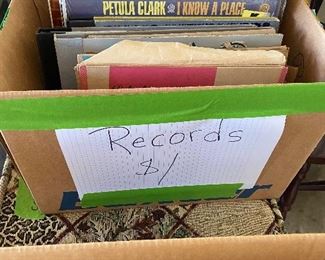 PETULA CLARK I KNOW A PLACE
Records
$1